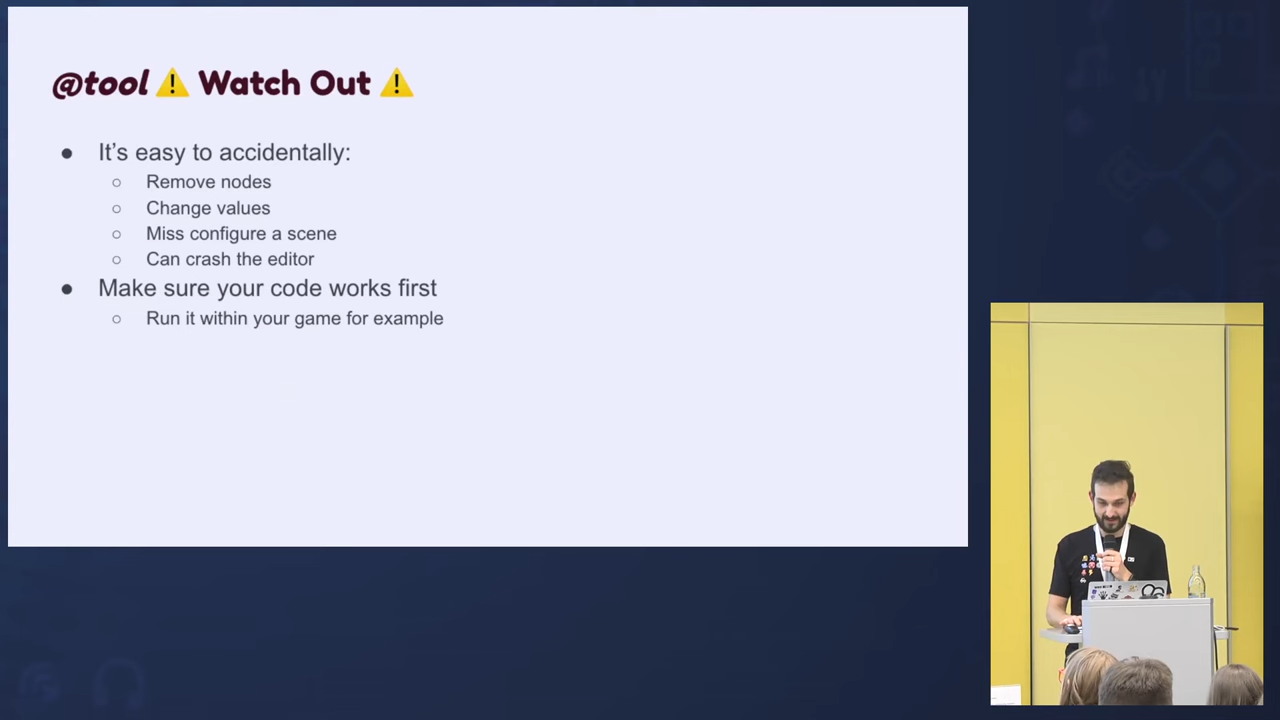 @tool ⚠️ Watch Out ⚠️
● It's easy to accidentally:
○ Remove nodes
○ Change values
○ Miss configure a scene
○ Can crash the editor
● Make sure your code works first
○ Run it within your game for example